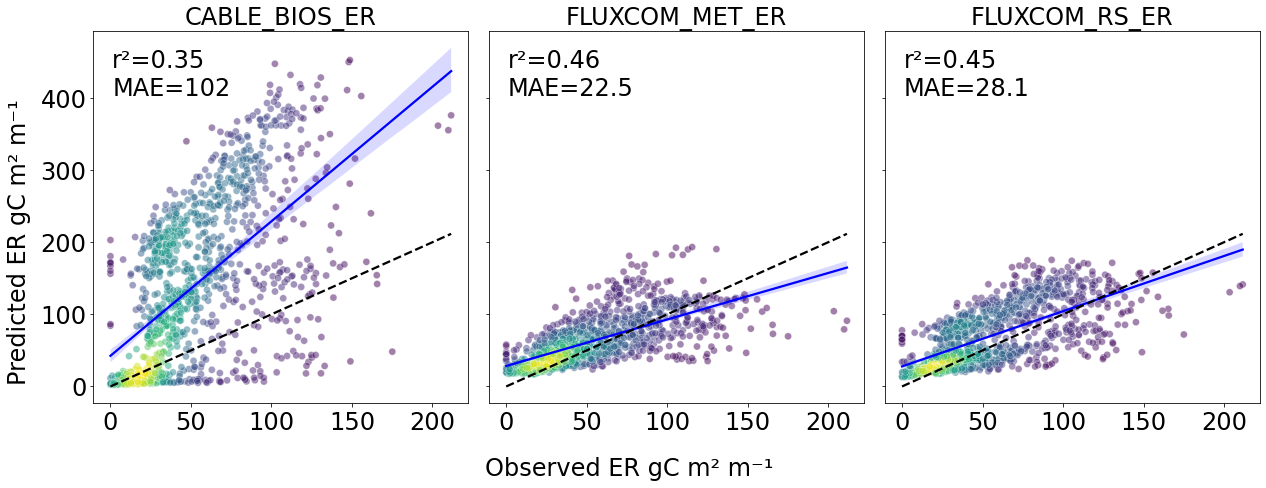 CABLE_BIOS_ER
FLUXCOM_MET_ER
FLUXCOM_RS_ER
r²=0.35
MAE=102
r²=0.46
MAE=22.5
r²=0.45
MAE=28.1
Predicted ER gC m² m⁻¹
400
300
200
100
0
0 50 100 150 200
0 50 100 150 200
0 50 100 150 200
Observed ER gC m² m⁻¹